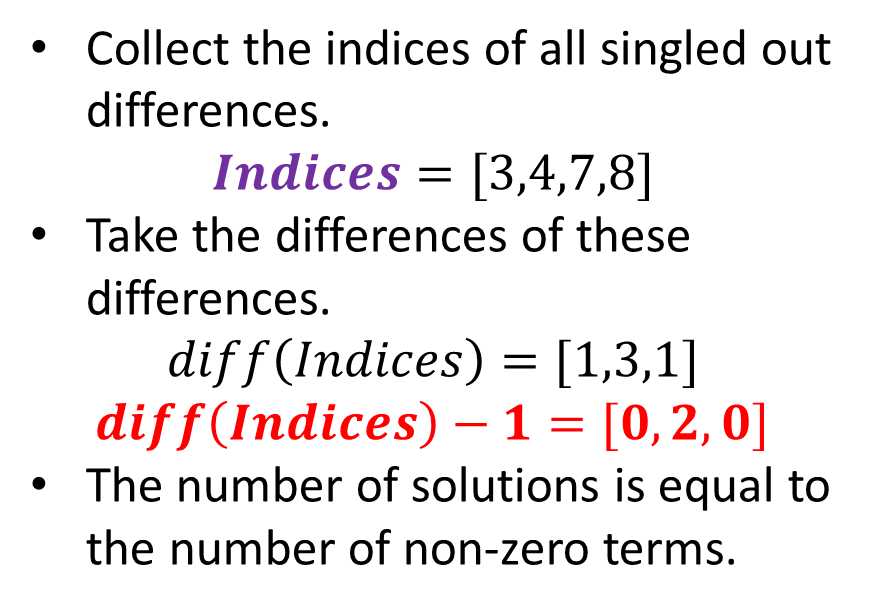 • Collect the indices of all singled out
differences.
Indices = [3,4,7,8]
• Take the differences of these
differences.
diff(Indices) = [1,3,1]
diff(Indices) − 1 = [0, 2, 0]
• The number of solutions is equal to
the number of non-zero terms.